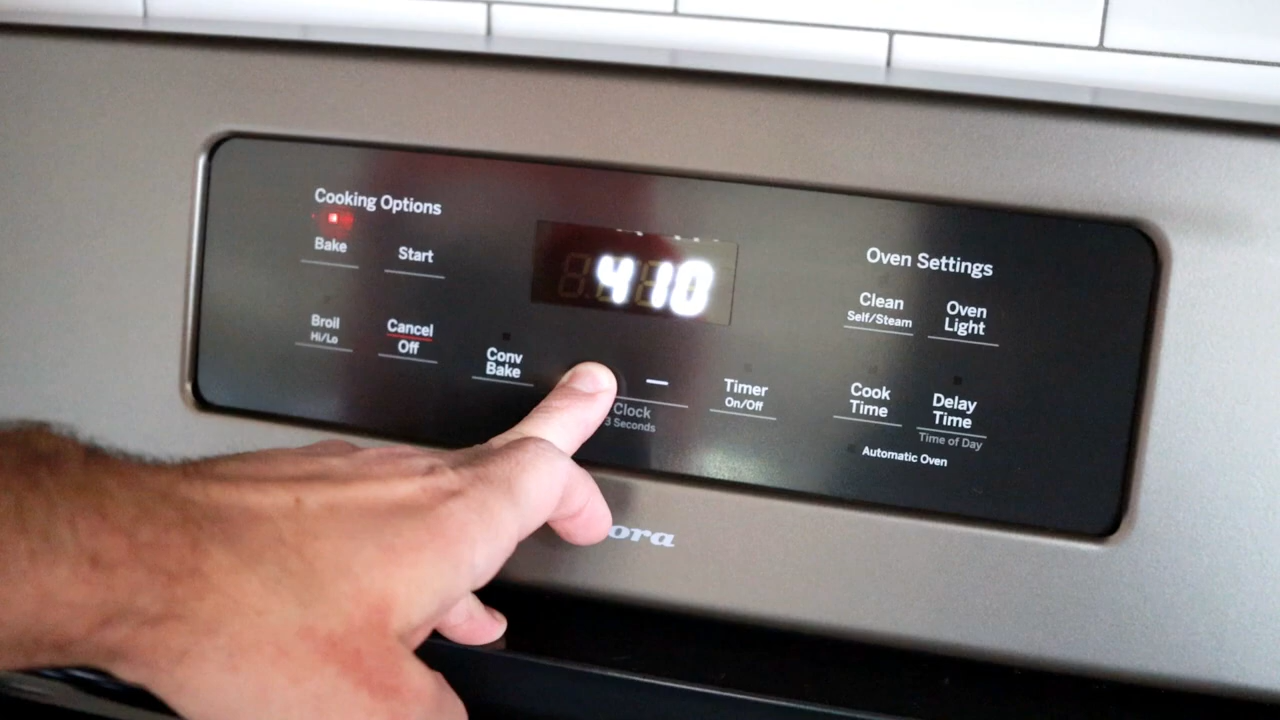 Cooking Options
Bake
Start
Broil
Hi/Lo
Cancel
Off
Conv
Bake
410
—
Clock
3 Seconds
Timer
On/Off
Oven Settings
Clean
Self/Steam
Oven
Light
Cook
Time
Delay
Time
Time of Day
Automatic Oven
ora